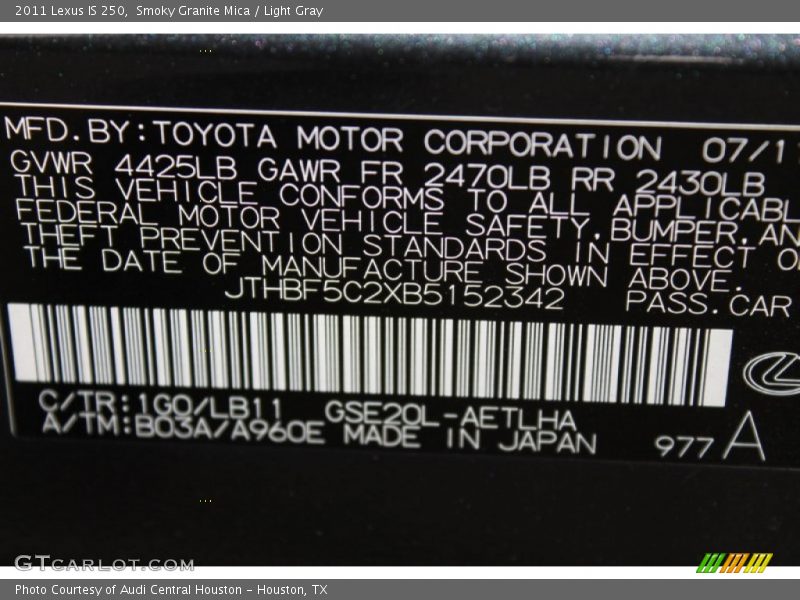 2011 Lexus IS 250,  Smoky Granite Mica / Light Gray
MFD.BY:TOYOTA MOTOR CORPORATION 07/11
GVWR 4425LB GAWR FR 2470LB RR 2430LB
THIS VEHICLE CONFORMS TO ALL APPLICABL
FEDERAL MOTOR VEHICLE SAFETY,BUMPER,AN
THEFT PREVENTION STANDARDS IN EFFECT O
THE DATE OF MANUFACTURE SHOWN ABOVE.
JTHBF5C2XB5152342 PASS.CAR
C/TR:1G0/LB11 GSE20L-AETLHA
A/TM:B03A/A960E MADE IN JAPAN 977 A
GTCARLOT.COM
Photo Courtesy of Audi Central Houston - Houston, TX